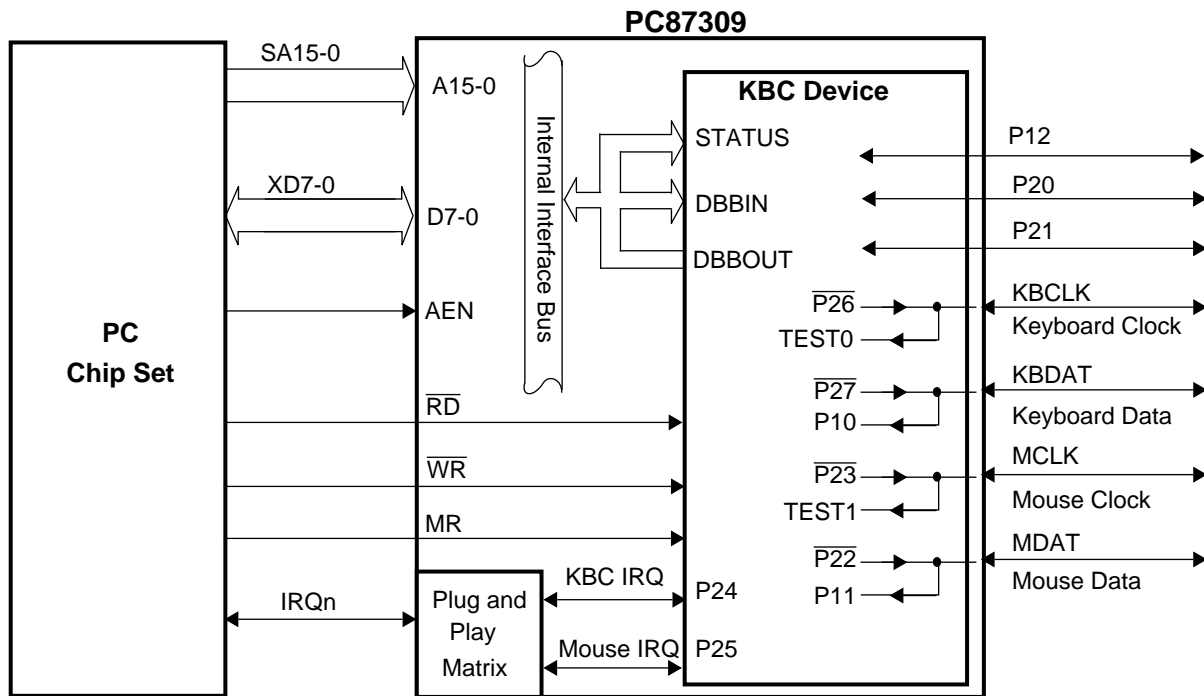 PC87309
PC
Chip Set
SA15-0
XD7-0
A15-0
D7-0
AEN
RD
WR
MR
IRQn
Internal Interface Bus
Plug and
Play
Matrix
KBC IRQ
Mouse IRQ
KBC Device
STATUS
DBBIN
DBBOUT
P26
TEST0
P27
P10
P23
TEST1
P22
P11
P24
P25
P12
P20
P21
KBCLK
Keyboard Clock
KBDAT
Keyboard Data
MCLK
Mouse Clock
MDAT
Mouse Data